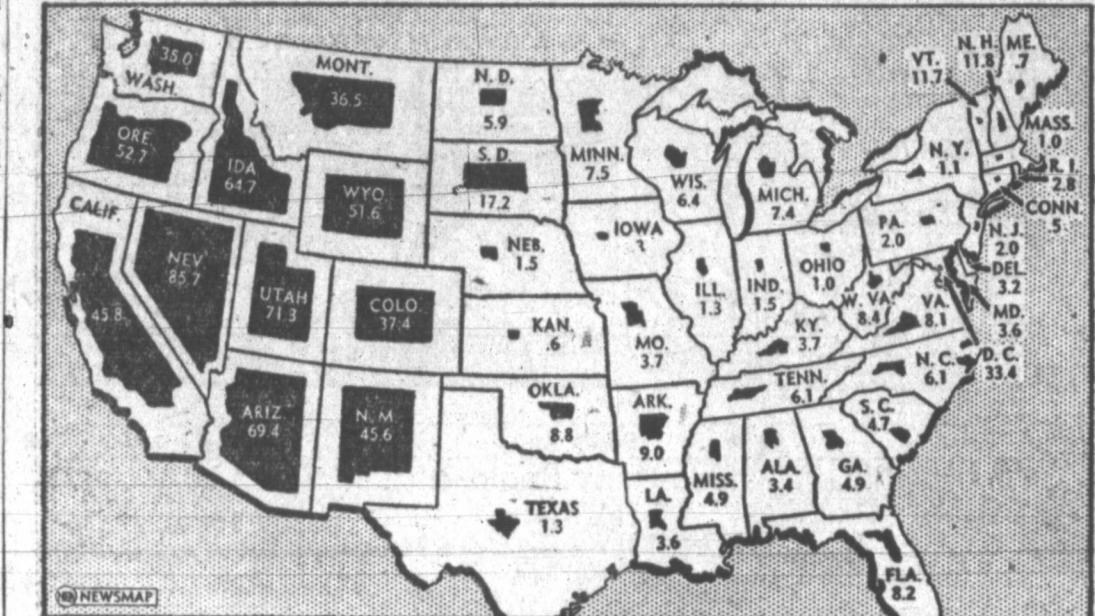 35.0
WASH.
MONT.
36.5
N. D.
5.9
MINN.
7.5
VT.
11.7
N. H.
11.8
ME.
.7
MASS.
1.0
R. I.
2.8
CONN.
.5
ORE.
52.7
IDA
64.7
WYO
51.6
S. D.
17.2
WIS.
6.4
MICH.
7.4
N. Y.
1.1
PA.
2.0
N. J.
2.0
DEL.
3.2
MD.
3.6
D. C.
33.4
CALIF.
45.8
NEV
85.7
UTAH
71.3
COLO.
37.4
NEB.
1.5
IOWA
ILL.
1.3
IND.
1.5
OHIO
1.0
W. VA.
8.4
VA.
8.1
KAN.
.6
MO.
3.7
KY.
3.7
N. C.
6.1
TENN.
6.1
S. C.
4.7
ARIZ.
69.4
N. M
45.6
OKLA.
8.8
ARK.
9.0
MISS.
4.9
ALA.
3.4
GA.
4.9
TEXAS
1.3
LA.
3.6
FLA.
8.2
NEA NEWSMAP